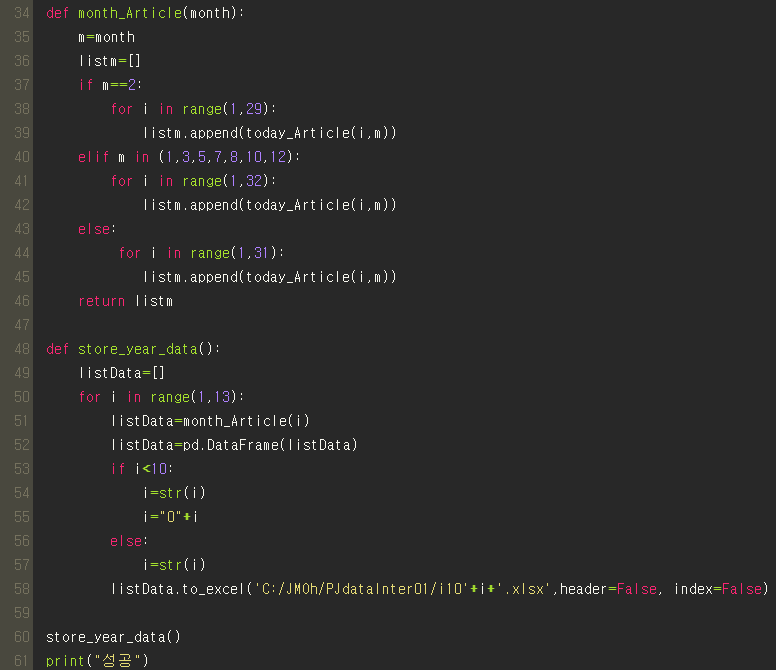 34 def month_Article(month):
35     m=month
36     listm=[]
37     if m==2:
38         for i in range(1,29):
39             listm.append(today_Article(i,m))
40     elif m in (1,3,5,7,8,10,12):
41         for i in range(1,32):
42             listm.append(today_Article(i,m))
43     else:
44          for i in range(1,31):
45             listm.append(today_Article(i,m))
46     return listm
47
48 def store_year_data():
49     listData=[]
50     for i in range(1,13):
51         listData=month_Article(i)
52         listData=pd.DataFrame(listData)
53         if i<10:
54             i=str(i)
55             i="0"+i
56         else:
57             i=str(i)
58         listData.to_excel('C:/JMOh/PJdataInter01/i10'+i+'.xlsx',header=False, index=False)
59
60 store_year_data()
61 print("성공")